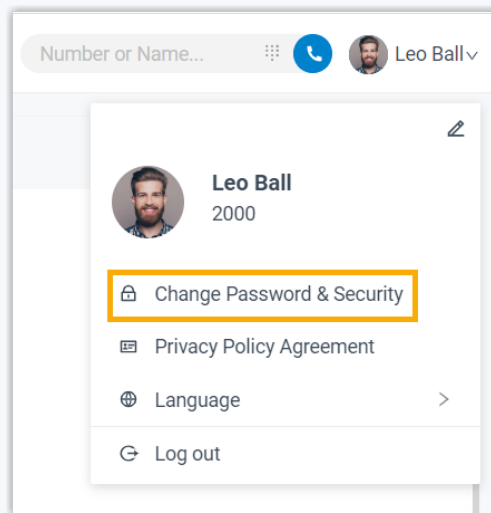 Number or Name...
Leo Ball
Leo Ball
2000
Change Password & Security
Privacy Policy Agreement
Language
Log out